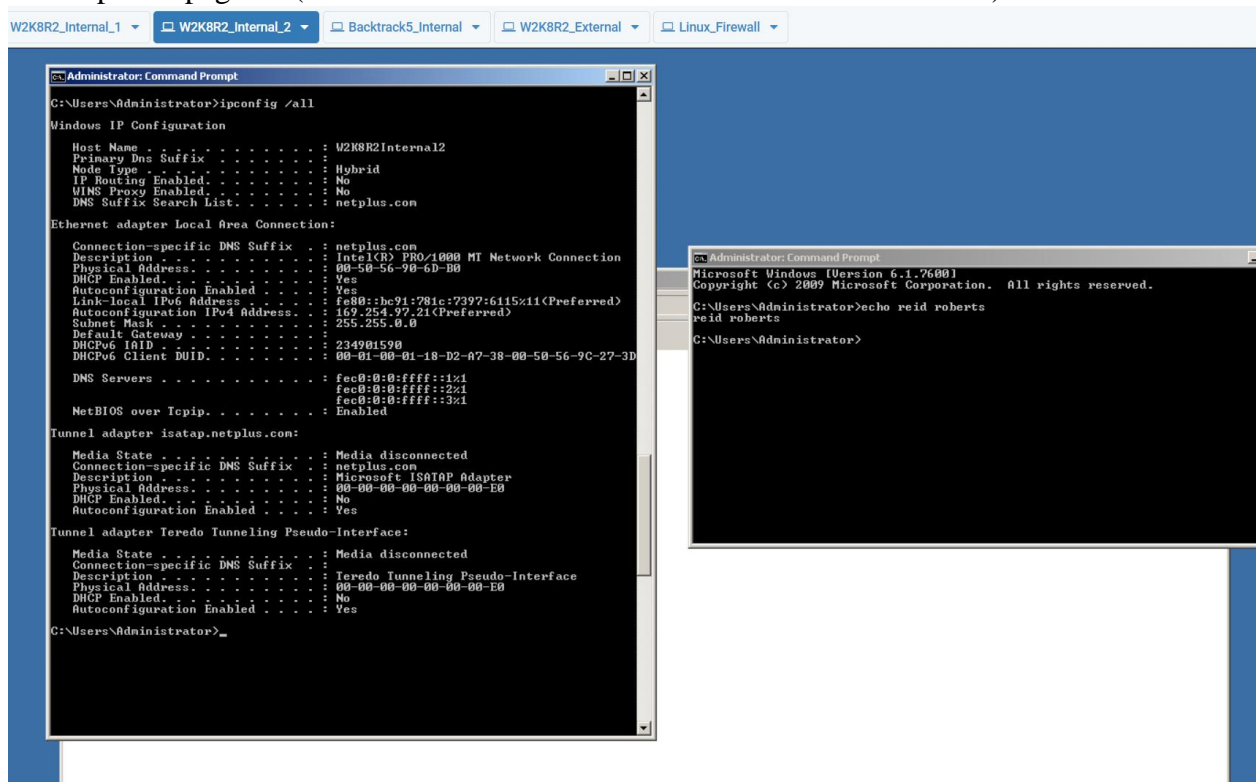 W2K8R2_Internal_1
W2K8R2_Internal_2
Backtrack5_Internal
W2K8R2_External
Linux_Firewall
Administrator: Command Prompt
C:\Users\Administrator>ipconfig /all
Windows IP Configuration
Host Name . . . . . . . . . . . . : W2K8R2Internal2
Primary Dns Suffix . . . . . . . :
Node Type . . . . . . . . . . . . : Hybrid
IP Routing Enabled. . . . . . . . : No
WINS Proxy Enabled. . . . . . . . : No
DNS Suffix Search List. . . . . . : netplus.com
Ethernet adapter Local Area Connection:
Connection-specific DNS Suffix . : netplus.com
Description . . . . . . . . . . . : Intel(R) PRO/1000 MT Network Connection
Physical Address. . . . . . . . . : 00-50-56-90-6D-B0
DHCP Enabled. . . . . . . . . . . : Yes
Autoconfiguration Enabled . . . . : Yes
Link-local IPv6 Address . . . . . : fe80::bc91:781c:7397:6115%11(Preferred)
Autoconfiguration IPv4 Address. . : 169.254.97.21(Preferred)
Subnet Mask . . . . . . . . . . . : 255.255.0.0
Default Gateway . . . . . . . . . :
DHCPv6 IAID . . . . . . . . . . . : 234901590
DHCPv6 Client DUID. . . . . . . . : 00-01-00-01-18-D2-A7-38-00-50-56-9C-27-3D
DNS Servers . . . . . . . . . . . : fec0:0:0:ffff::1%1
fec0:0:0:ffff::2%1
fec0:0:0:ffff::3%1
NetBIOS over Tcpip. . . . . . . . : Enabled
Tunnel adapter isatap.netplus.com:
Media State . . . . . . . . . . . : Media disconnected
Connection-specific DNS Suffix . : netplus.com
Description . . . . . . . . . . . : Microsoft ISATAP Adapter
Physical Address. . . . . . . . . : 00-00-00-00-00-00-00-E0
DHCP Enabled. . . . . . . . . . . : No
Autoconfiguration Enabled . . . . : Yes
Tunnel adapter Teredo Tunneling Pseudo-Interface:
Media State . . . . . . . . . . . : Media disconnected
Connection-specific DNS Suffix . :
Description . . . . . . . . . . . : Teredo Tunneling Pseudo-Interface
Physical Address. . . . . . . . . : 00-00-00-00-00-00-00-E0
DHCP Enabled. . . . . . . . . . . : No
Autoconfiguration Enabled . . . . : Yes
C:\Users\Administrator>_
Administrator: Command Prompt
Microsoft Windows [Version 6.1.7600]
Copyright (c) 2009 Microsoft Corporation. All rights reserved.
C:\Users\Administrator>echo reid roberts
reid roberts
C:\Users\Administrator>